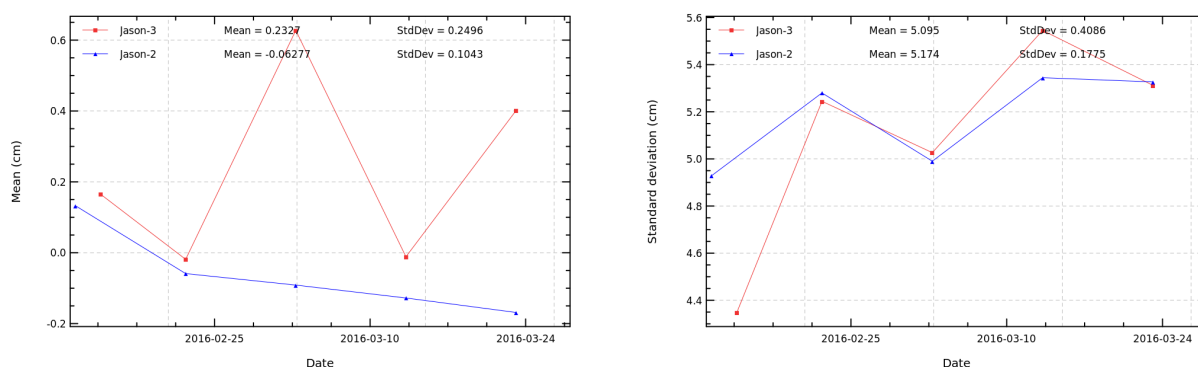 0.6
0.4
0.2
0.0
-0.2
Mean (cm)
Jason-3 Mean = 0.2327 StdDev = 0.2496
Jason-2 Mean = -0.06277 StdDev = 0.1043
2016-02-25 2016-03-10 2016-03-24
Date
5.6
5.4
5.2
5.0
4.8
4.6
4.4
Standard deviation (cm)
Jason-3 Mean = 5.095 StdDev = 0.4086
Jason-2 Mean = 5.174 StdDev = 0.1775
2016-02-25 2016-03-10 2016-03-24
Date